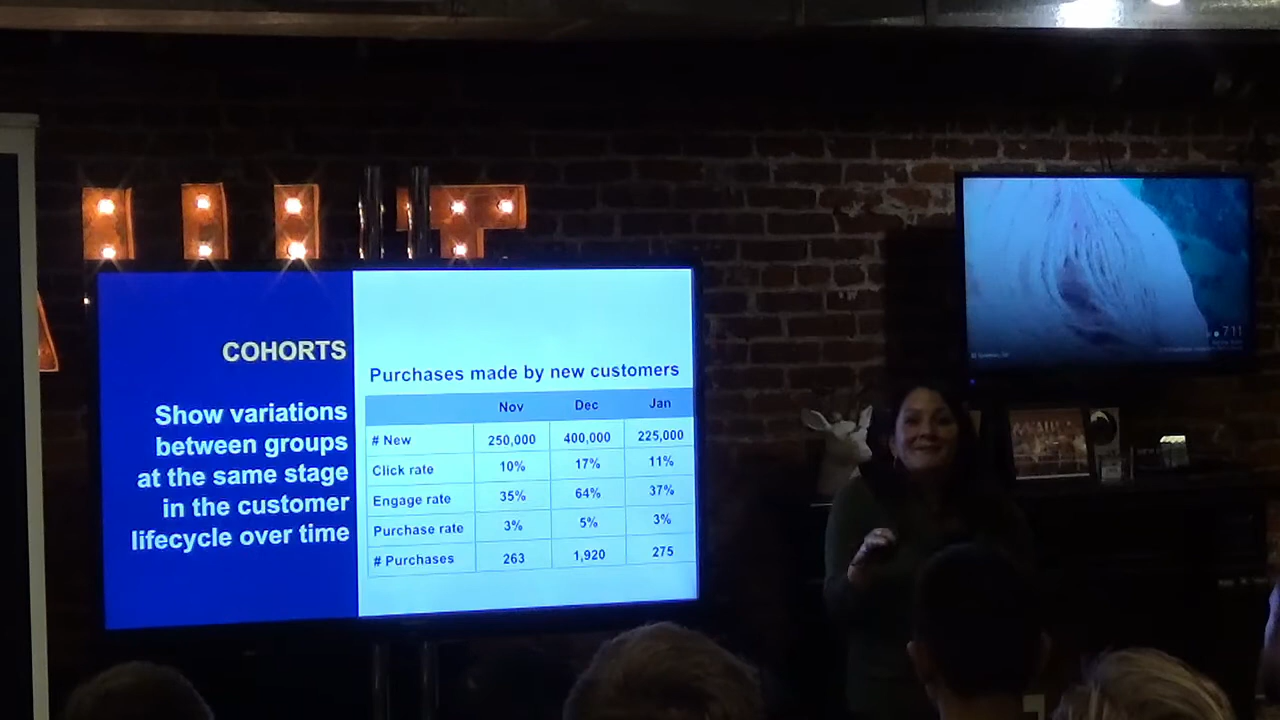 COHORTS
Show variations
between groups
at the same stage
in the customer
lifecycle over time
Purchases made by new customers
Nov Dec Jan
# New 250,000 400,000 225,000
Click rate 10% 17% 11%
Engage rate 35% 64% 37%
Purchase rate 3% 5% 3%
# Purchases 263 1,920 275
7:11